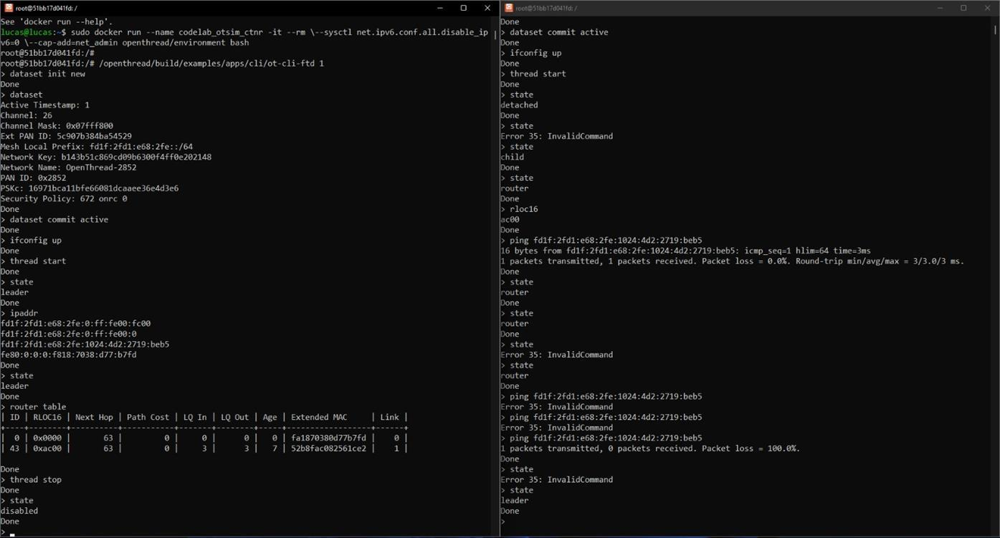 root@51bb17d041fd: /
See 'docker run --help'.
lucas@lucas:~$ sudo docker run --name codelab_otsim_ctnr -it --rm \--sysctl net.ipv6.conf.all.disable_ip
v6=0 \--cap-add=net_admin openthread/environment bash
root@51bb17d041fd:/#
root@51bb17d041fd:/# /openthread/build/examples/apps/cli/ot-cli-ftd 1
> dataset init new
Done
> dataset
Active Timestamp: 1
Channel: 26
Channel Mask: 0x07fff800
Ext PAN ID: 5c907b384ba54529
Mesh Local Prefix: fd1f:2fd1:e68:2fe::/64
Network Key: b143b51c869cd09b6300f4ff0e202148
Network Name: OpenThread-2852
PAN ID: 0x2852
PSKc: 16971bca11bfe66081dcaaee36e4d3e6
Security Policy: 672 onrc 0
Done
> dataset commit active
Done
> ifconfig up
Done
> thread start
Done
> state
leader
Done
> ipaddr
fd1f:2fd1:e68:2fe:0:ff:fe00:fc00
fd1f:2fd1:e68:2fe:0:ff:fe00:0
fd1f:2fd1:e68:2fe:1024:4d2:2719:beb5
fe80:0:0:0:f818:7038:d77:b7fd
Done
> state
leader
Done
> router table
| ID | RLOC16 | Next Hop | Path Cost | LQ In | LQ Out | Age | Extended MAC     | Link |
+----+--------+----------+-----------+-------+--------+-----+------------------+------+
|  0 | 0x0000 |       63 |         0 |     0 |      0 |   0 | fa1870380d77b7fd |    0 |
| 43 | 0xac00 |       63 |         0 |     3 |      3 |   7 | 52b8fac082561ce2 |    1 |
Done
> thread stop
Done
> state
disabled
Done
>
root@51bb17d041fd: /
Done
> dataset commit active
Done
> ifconfig up
Done
> thread start
Done
> state
detached
Done
> state
Error 35: InvalidCommand
> state
child
Done
> state
router
Done
> rloc16
ac00
Done
> ping fd1f:2fd1:e68:2fe:1024:4d2:2719:beb5
16 bytes from fd1f:2fd1:e68:2fe:1024:4d2:2719:beb5: icmp_seq=1 hlim=64 time=3ms
1 packets transmitted, 1 packets received. Packet loss = 0.0%. Round-trip min/avg/max = 3/3.0/3 ms.
Done
> state
router
Done
> state
router
Done
> state
Error 35: InvalidCommand
> state
router
Done
> ping fd1f:2fd1:e68:2fe:1024:4d2:2719:beb5
Error 35: InvalidCommand
> ping fd1f:2fd1:e68:2fe:1024:4d2:2719:beb5
Error 35: InvalidCommand
> ping fd1f:2fd1:e68:2fe:1024:4d2:2719:beb5
1 packets transmitted, 0 packets received. Packet loss = 100.0%.
Done
> state
Error 35: InvalidCommand
> state
leader
Done
>